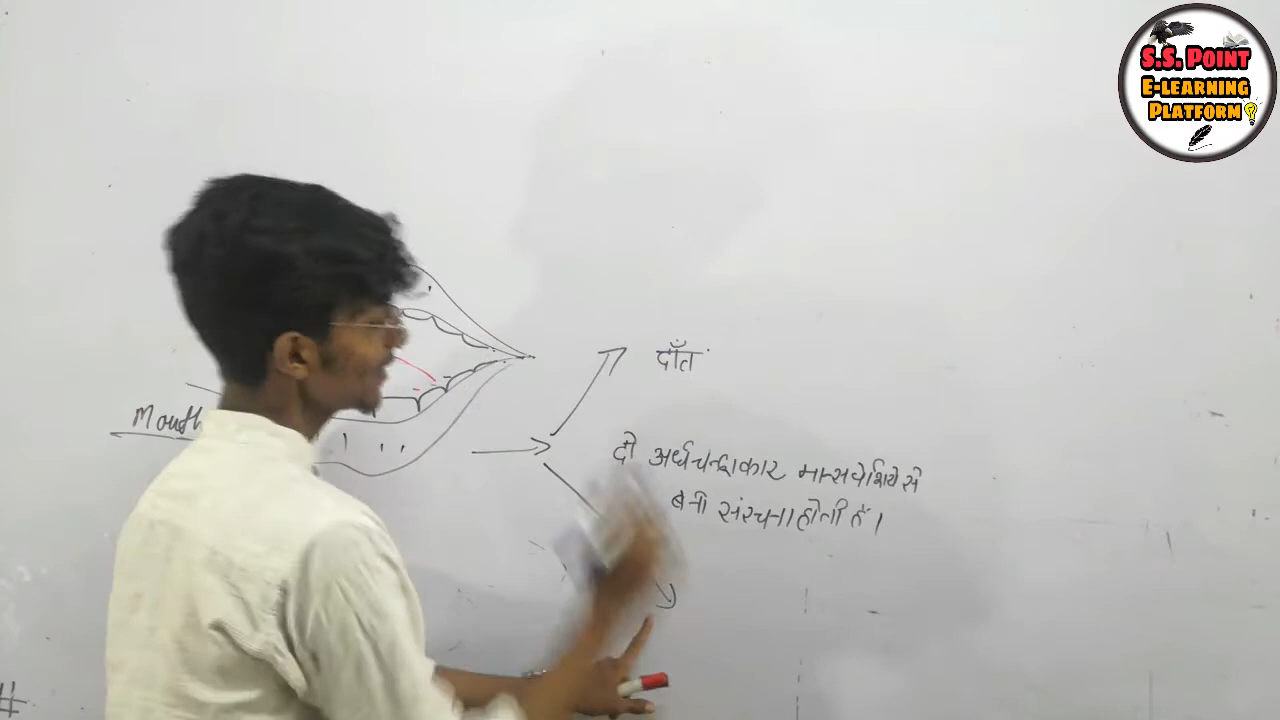 S.S. POINT
E-LEARNING
PLATFORM
दाँत
Mouth
दो अर्धचन्द्राकार मान्सपेशियों से
बनी संरचना होती हैं।
#